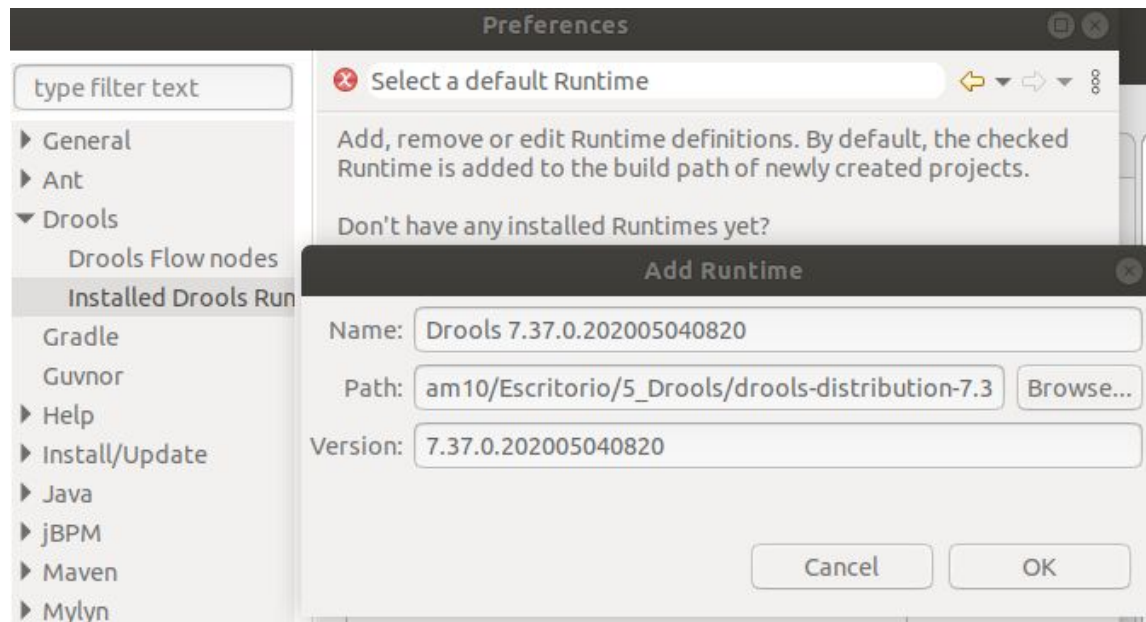 Preferences
type filter text
General
Ant
Drools
Drools Flow nodes
Installed Drools Run
Gradle
Guvnor
Help
Install/Update
Java
jBPM
Maven
Mylyn
Select a default Runtime
Add, remove or edit Runtime definitions. By default, the checked
Runtime is added to the build path of newly created projects.
Don't have any installed Runtimes yet?
Add Runtime
Name: Drools 7.37.0.202005040820
Path: am10/Escritorio/5_Drools/drools-distribution-7.3 Browse...
Version: 7.37.0.202005040820
Cancel OK